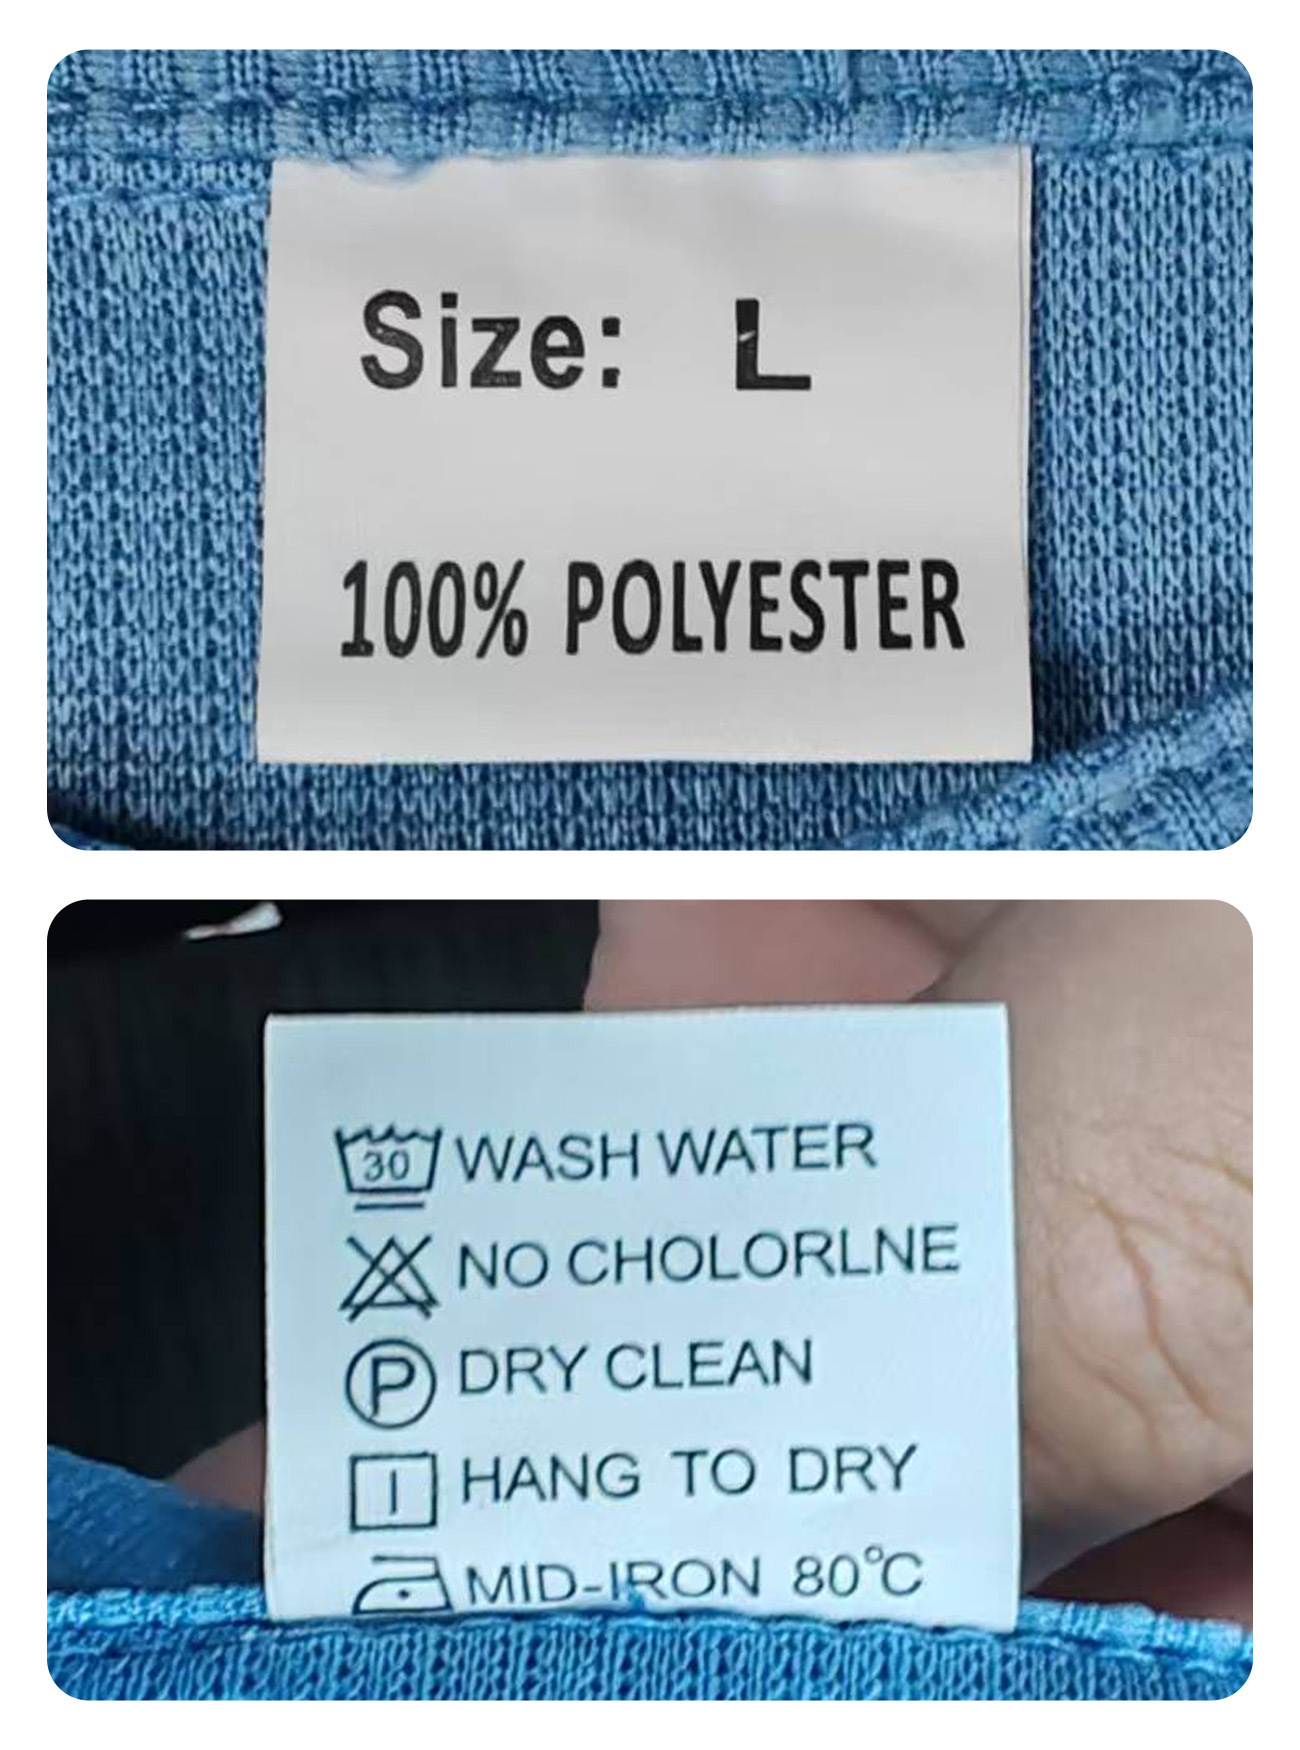 Size: L
100% POLYESTER
30 WASH WATER
NO CHOLORLNE
P DRY CLEAN
HANG TO DRY
MID-IRON 80°C